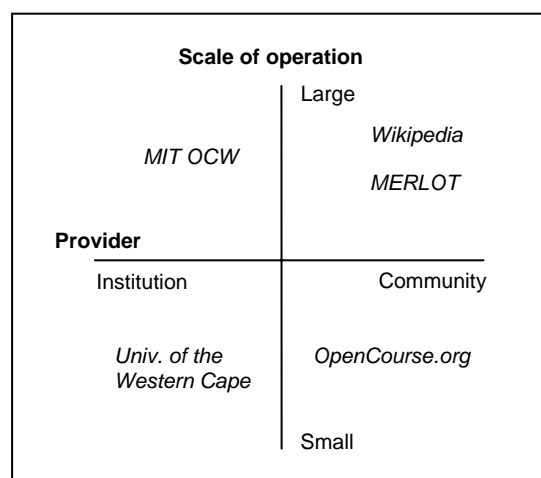 Scale of operation
Large
Wikipedia
MIT OCW
MERLOT
Provider
Institution
Community
Univ. of the
Western Cape
OpenCourse.org
Small